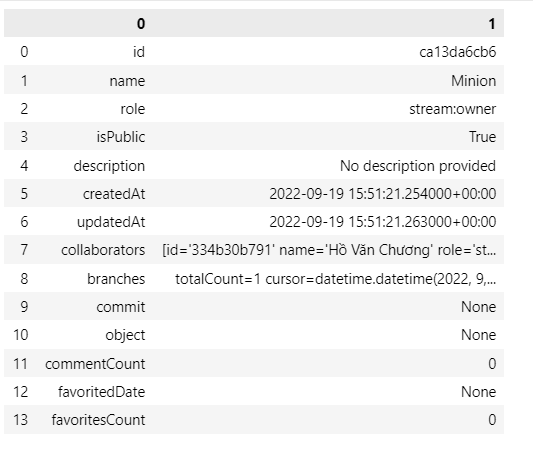 0 1
0 id ca13da6cb6
1 name Minion
2 role stream:owner
3 isPublic True
4 description No description provided
5 createdAt 2022-09-19 15:51:21.254000+00:00
6 updatedAt 2022-09-19 15:51:21.263000+00:00
7 collaborators [id='334b30b791' name='Hồ Văn Chương' role='st...
8 branches totalCount=1 cursor=datetime.datetime(2022, 9,...
9 commit None
10 object None
11 commentCount 0
12 favoritedDate None
13 favoritesCount 0